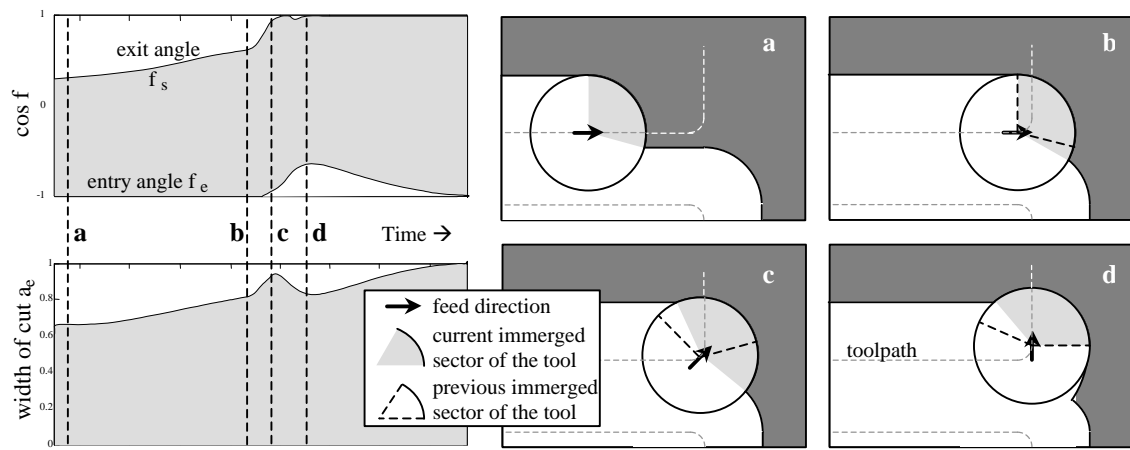 1
0
-1
cos f
exit angle
f s
entry angle f e
a
b
c
d
Time →
1
0.8
0.6
0.4
0.2
0
width of cut a e
feed direction
current immerged
sector of the tool
previous immerged
sector of the tool
a
b
c
d
toolpath